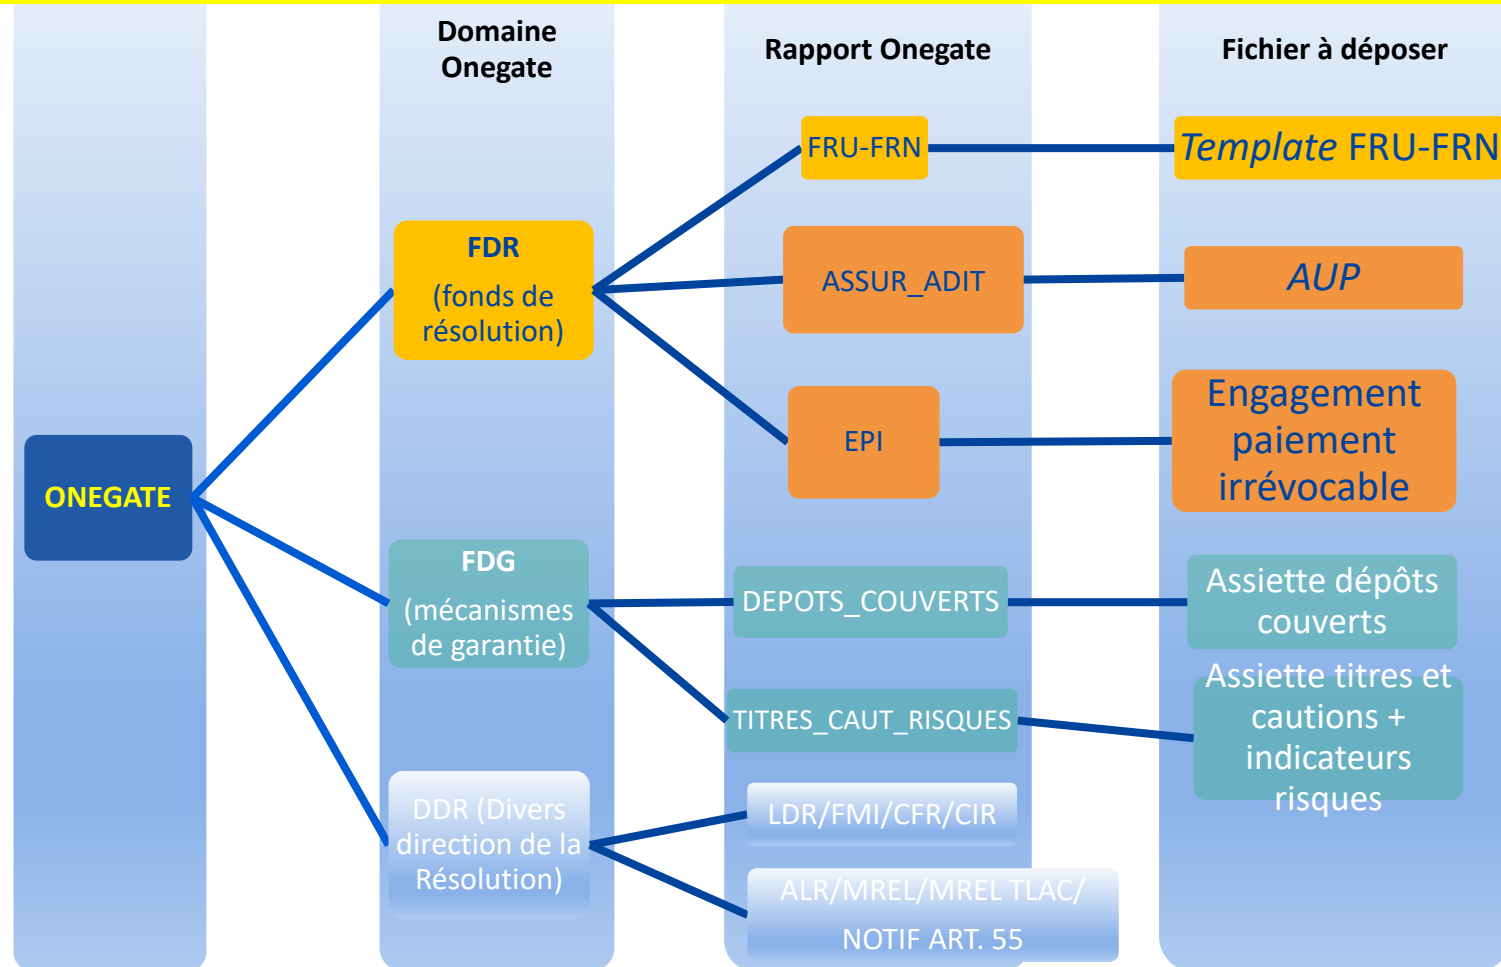 Domaine
Onegate
Rapport Onegate
Fichier à déposer
ONEGATE
FDR
(fonds de
résolution)
FRU-FRN
Template FRU-FRN
ASSUR_ADIT
AUP
EPI
Engagement
paiement
irrévocable
FDG
(mécanismes
de garantie)
DEPOTS_COUVERTS
Assiette dépôts
couverts
TITRES_CAUT_RISQUES
Assiette titres et
cautions +
indicateurs
risques
DDR (Divers
direction de la
Résolution)
LDR/FMI/CFR/CIR
ALR/MREL/MREL TLAC/
NOTIF ART. 55